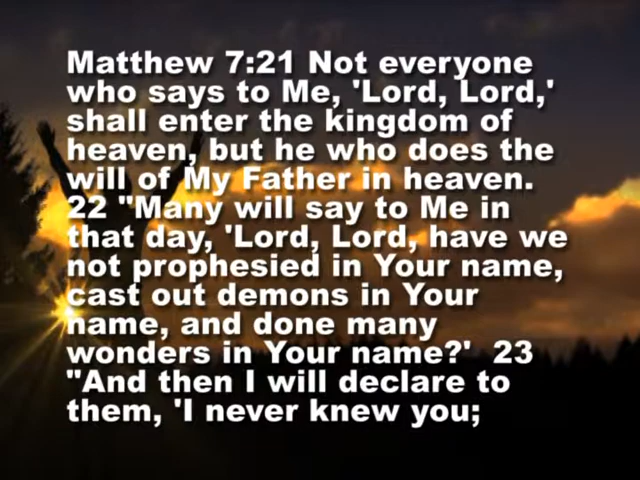 Matthew 7:21 Not everyone
who says to Me, 'Lord, Lord,'
shall enter the kingdom of
heaven, but he who does the
will of My Father in heaven.
22 "Many will say to Me in
that day, 'Lord, Lord, have we
not prophesied in Your name,
cast out demons in Your
name, and done many
wonders in Your name?'  23
"And then I will declare to
them, 'I never knew you;